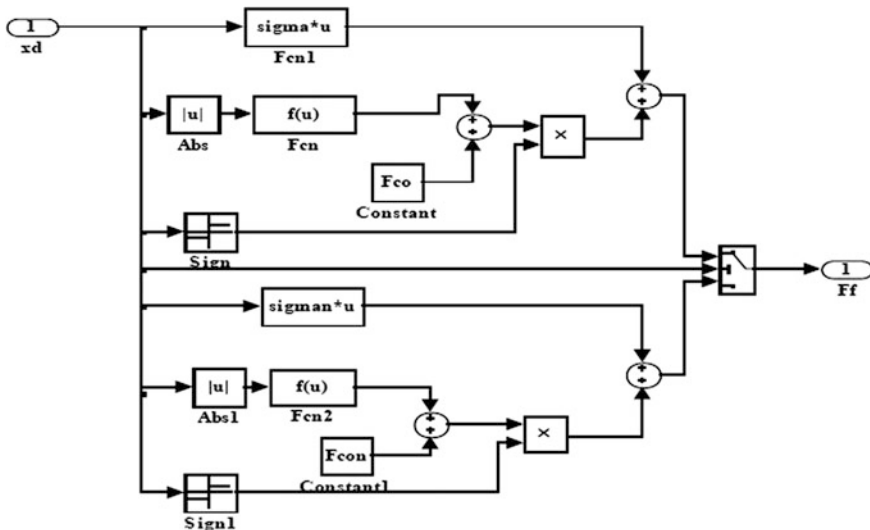 1
xd
sigma*u
Fcn1
|u|
Abs
f(u)
Fcn
+
+
Fco
Constant
×
+
+
Sign
1
Ff
sigman*u
|u|
Abs1
f(u)
Fcn2
+
+
Fcon
Constant1
×
+
+
Sign1